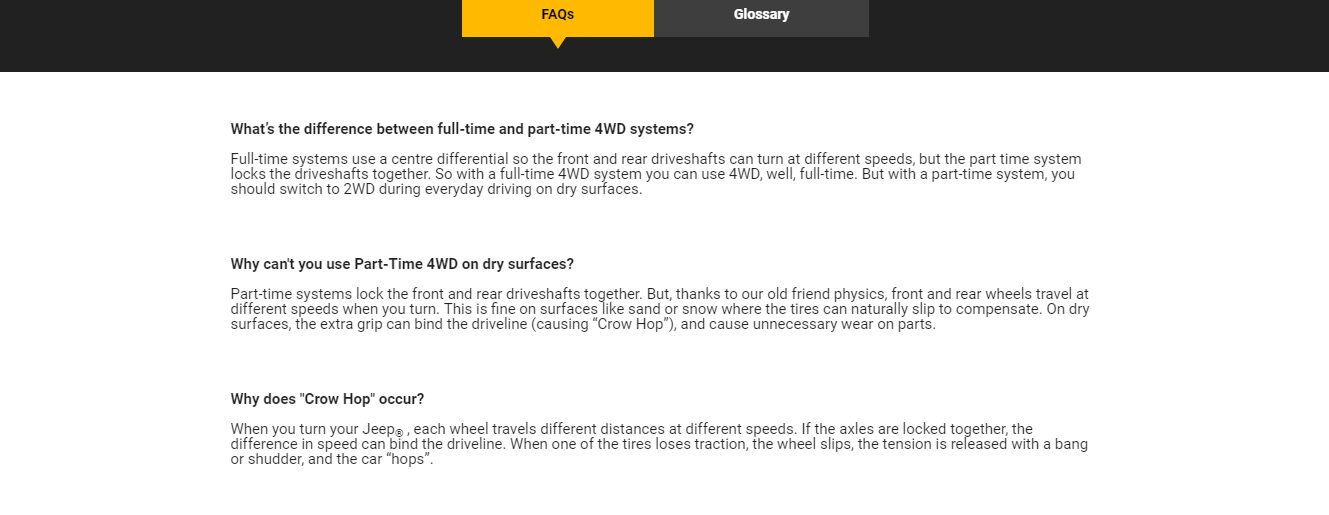 FAQs
Glossary
What's the difference between full-time and part-time 4WD systems?
Full-time systems use a centre differential so the front and rear driveshafts can turn at different speeds, but the part time system
locks the driveshafts together. So with a full-time 4WD system you can use 4WD, well, full-time. But with a part-time system, you
should switch to 2WD during everyday driving on dry surfaces.
Why can't you use Part-Time 4WD on dry surfaces?
Part-time systems lock the front and rear driveshafts together. But, thanks to our old friend physics, front and rear wheels travel at
different speeds when you turn. This is fine on surfaces like sand or snow where the tires can naturally slip to compensate. On dry
surfaces, the extra grip can bind the driveline (causing “Crow Hop”), and cause unnecessary wear on parts.
Why does "Crow Hop" occur?
When you turn your Jeep® , each wheel travels different distances at different speeds. If the axles are locked together, the
difference in speed can bind the driveline. When one of the tires loses traction, the wheel slips, the tension is released with a bang
or shudder, and the car “hops”.